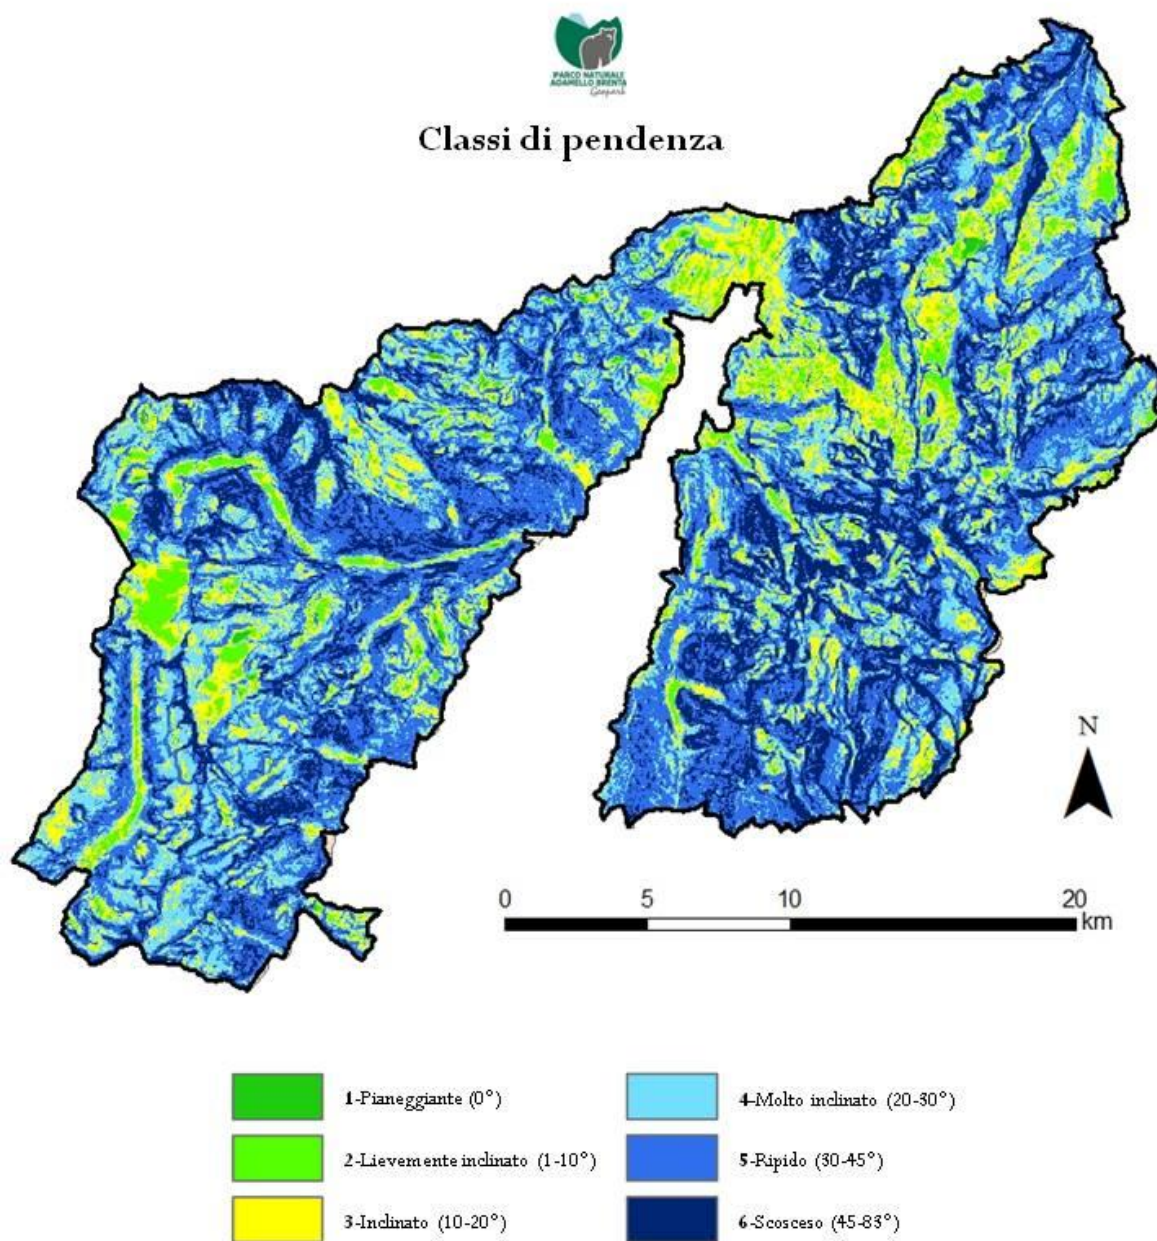 PARCO NATURALE
ADAMELLO BRENTA
Geopark
Classi di pendenza
N
0 5 10 20
km
1-Pianeggiante (0°)
4-Molto inclinato (20-30°)
2-Lievemente inclinato (1-10°)
5-Ripido (30-45°)
3-Inclinato (10-20°)
6-Scosceso (45-83°)